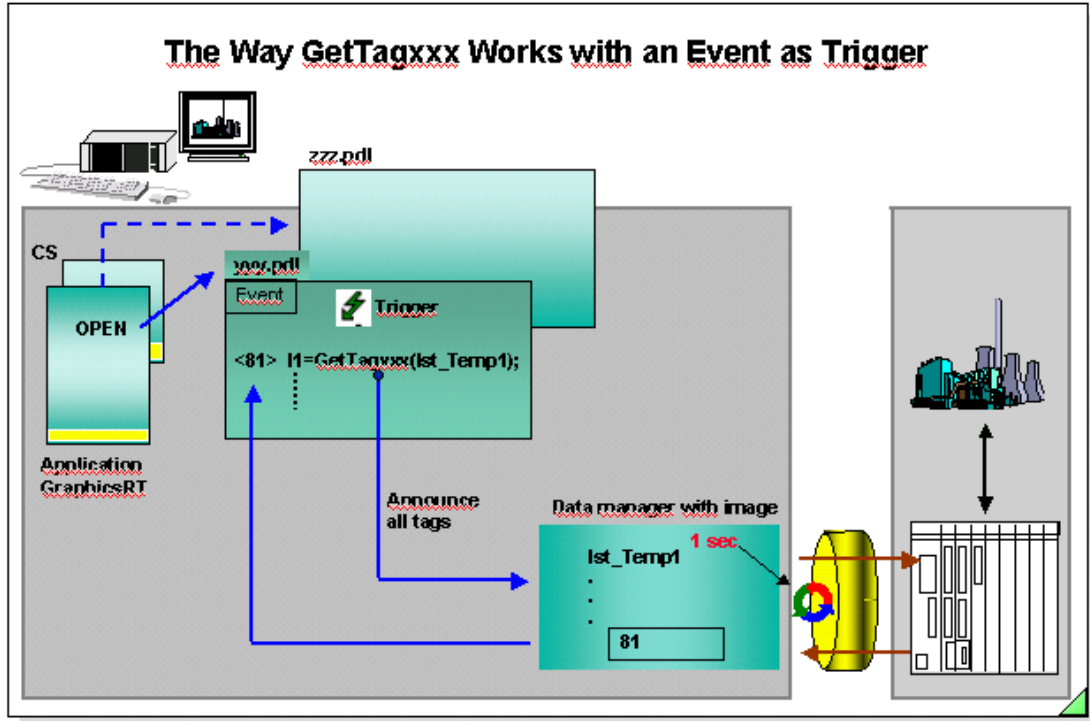 The Way GetTagxxx Works with an Event as Trigger
zzz.pdl
CS
yyy.pdl
Event
Trigger
OPEN
<81> I1=GetTagxxx(Ist_Temp1);
Application
GraphicsRT
Announce
all tags
Data manager with image
1 sec
Ist_Temp1
81